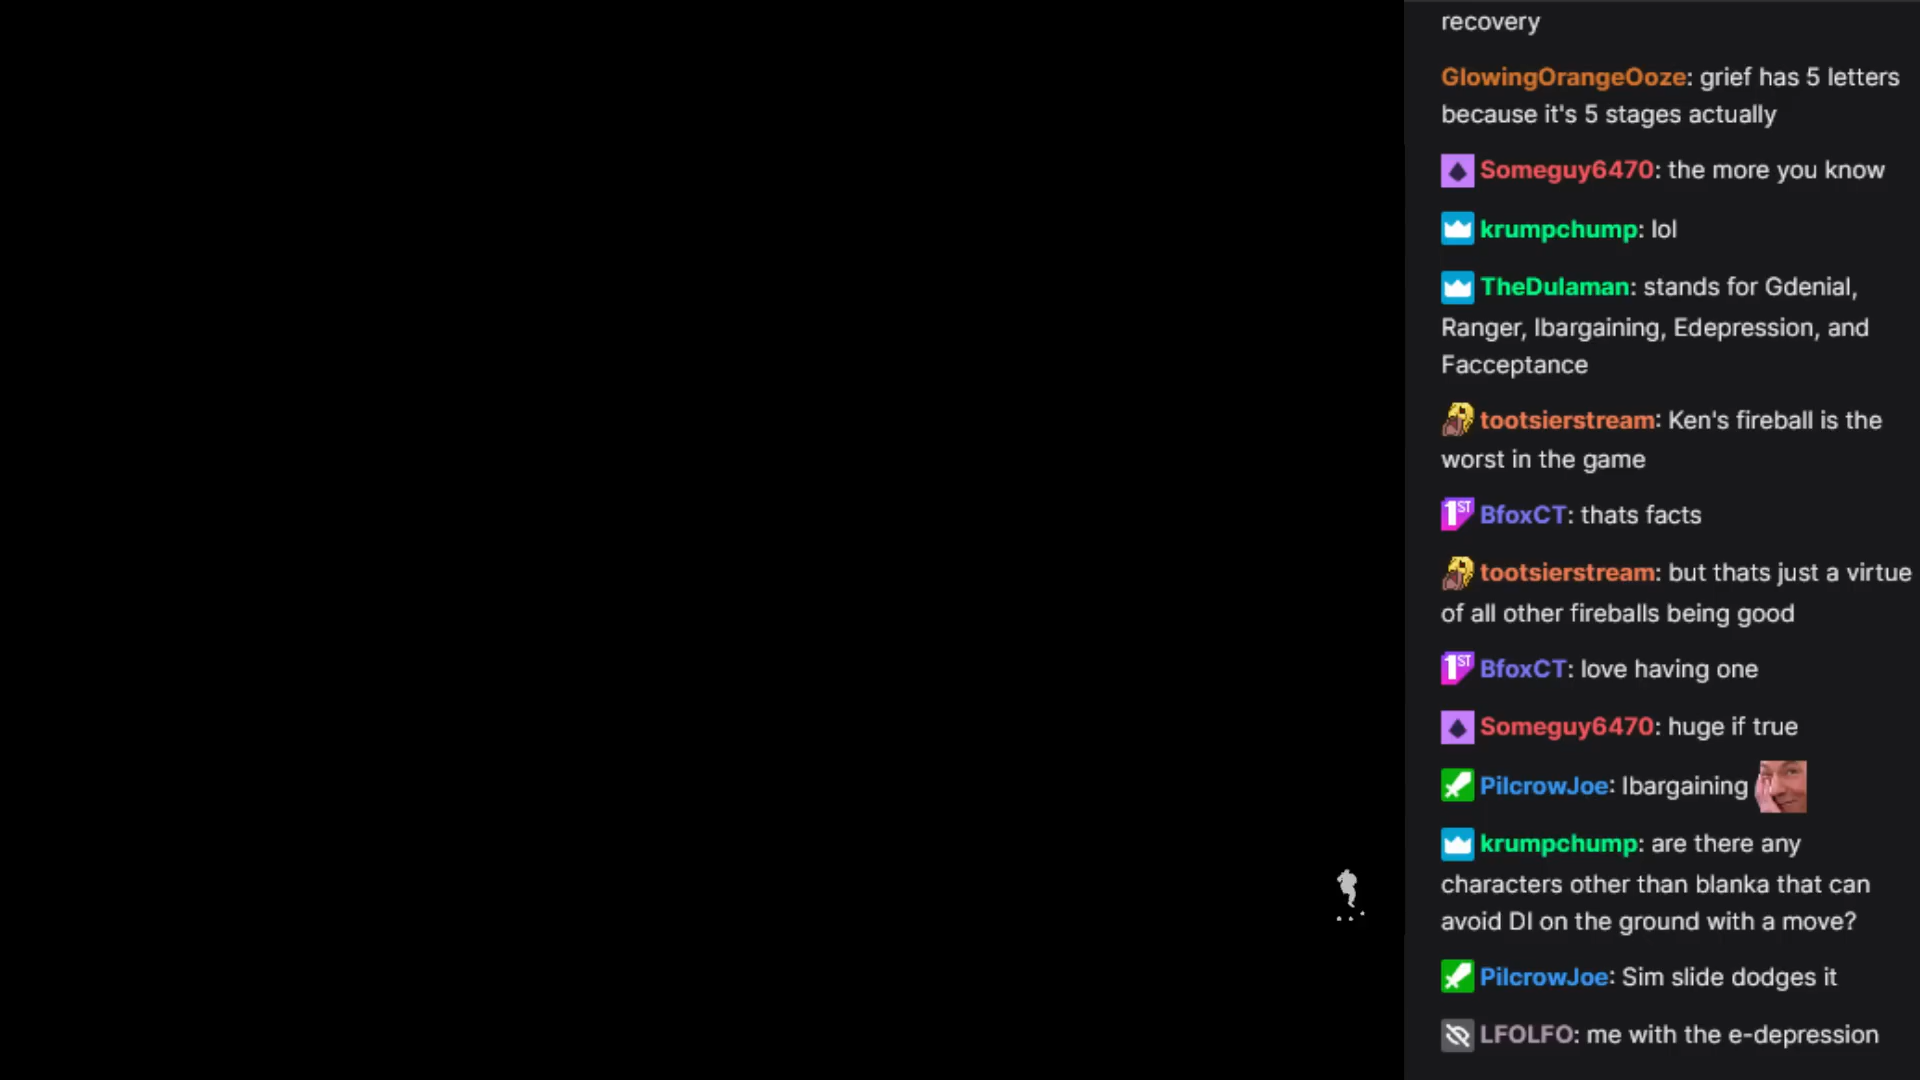 recovery
GlowingOrangeOoze: grief has 5 letters
because it's 5 stages actually
Someguy6470: the more you know
krumpchump: lol
TheDulaman: stands for Gdenial,
Ranger, Ibargaining, Edepression, and
Facceptance
tootsierstream: Ken's fireball is the
worst in the game
1ST BfoxCT: thats facts
tootsierstream: but thats just a virtue
of all other fireballs being good
1ST BfoxCT: love having one
Someguy6470: huge if true
PilcrowJoe: Ibargaining
krumpchump: are there any
characters other than blanka that can
avoid DI on the ground with a move?
PilcrowJoe: Sim slide dodges it
LFOLFO: me with the e-depression